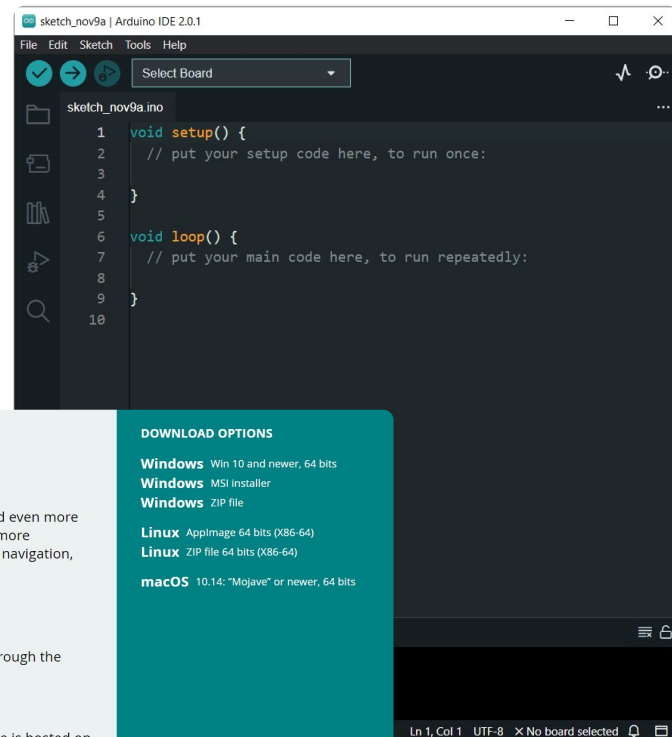 sketch_nov9a | Arduino IDE 2.0.1
File Edit Sketch Tools Help
Select Board
sketch_nov9a.ino
1 void setup() {
2 // put your setup code here, to run once:
3
4 }
5
6 void loop() {
7 // put your main code here, to run repeatedly:
8
9 }
10
DOWNLOAD OPTIONS
Windows Win 10 and newer, 64 bits
Windows MSI installer
Windows ZIP file
Linux AppImage 64 bits (X86-64)
Linux ZIP file 64 bits (X86-64)
macOS 10.14: "Mojave" or newer, 64 bits
even more
more
navigation,
the
is hosted on
Ln 1, Col 1 UTF-8 X No board selected